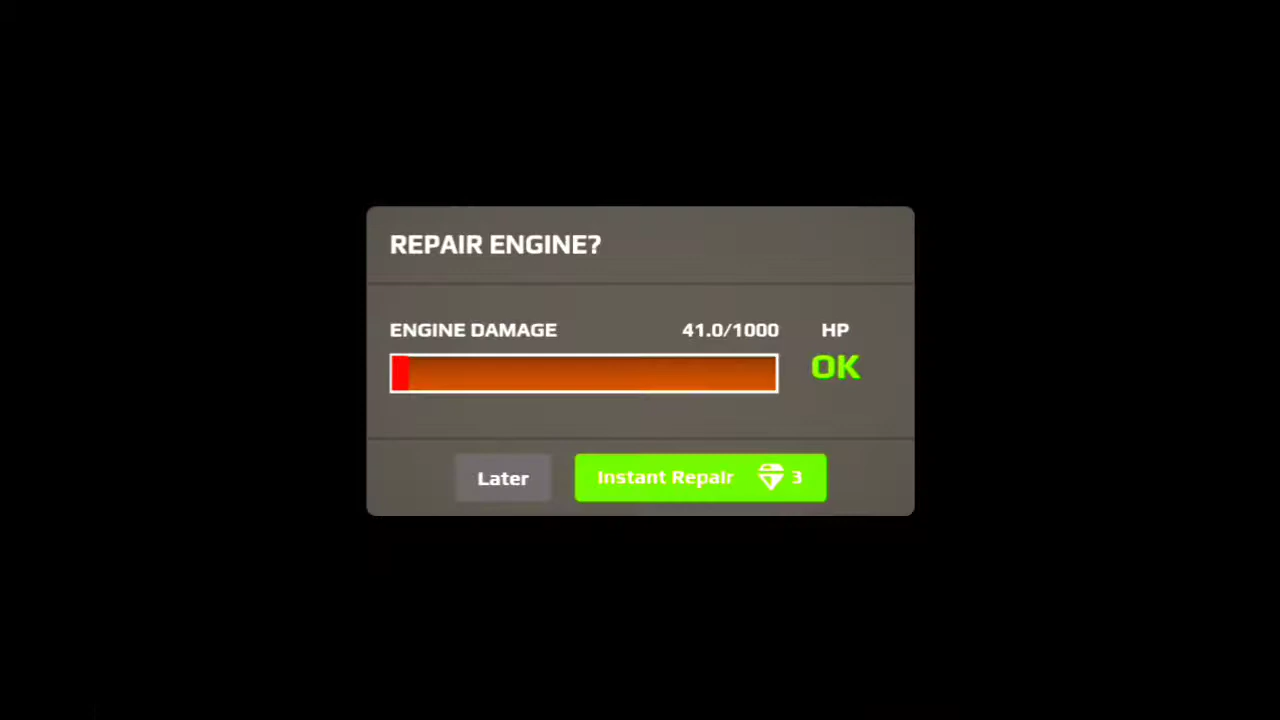 REPAIR ENGINE?
ENGINE DAMAGE 41.0/1000 HP
OK
Later Instant Repair 3